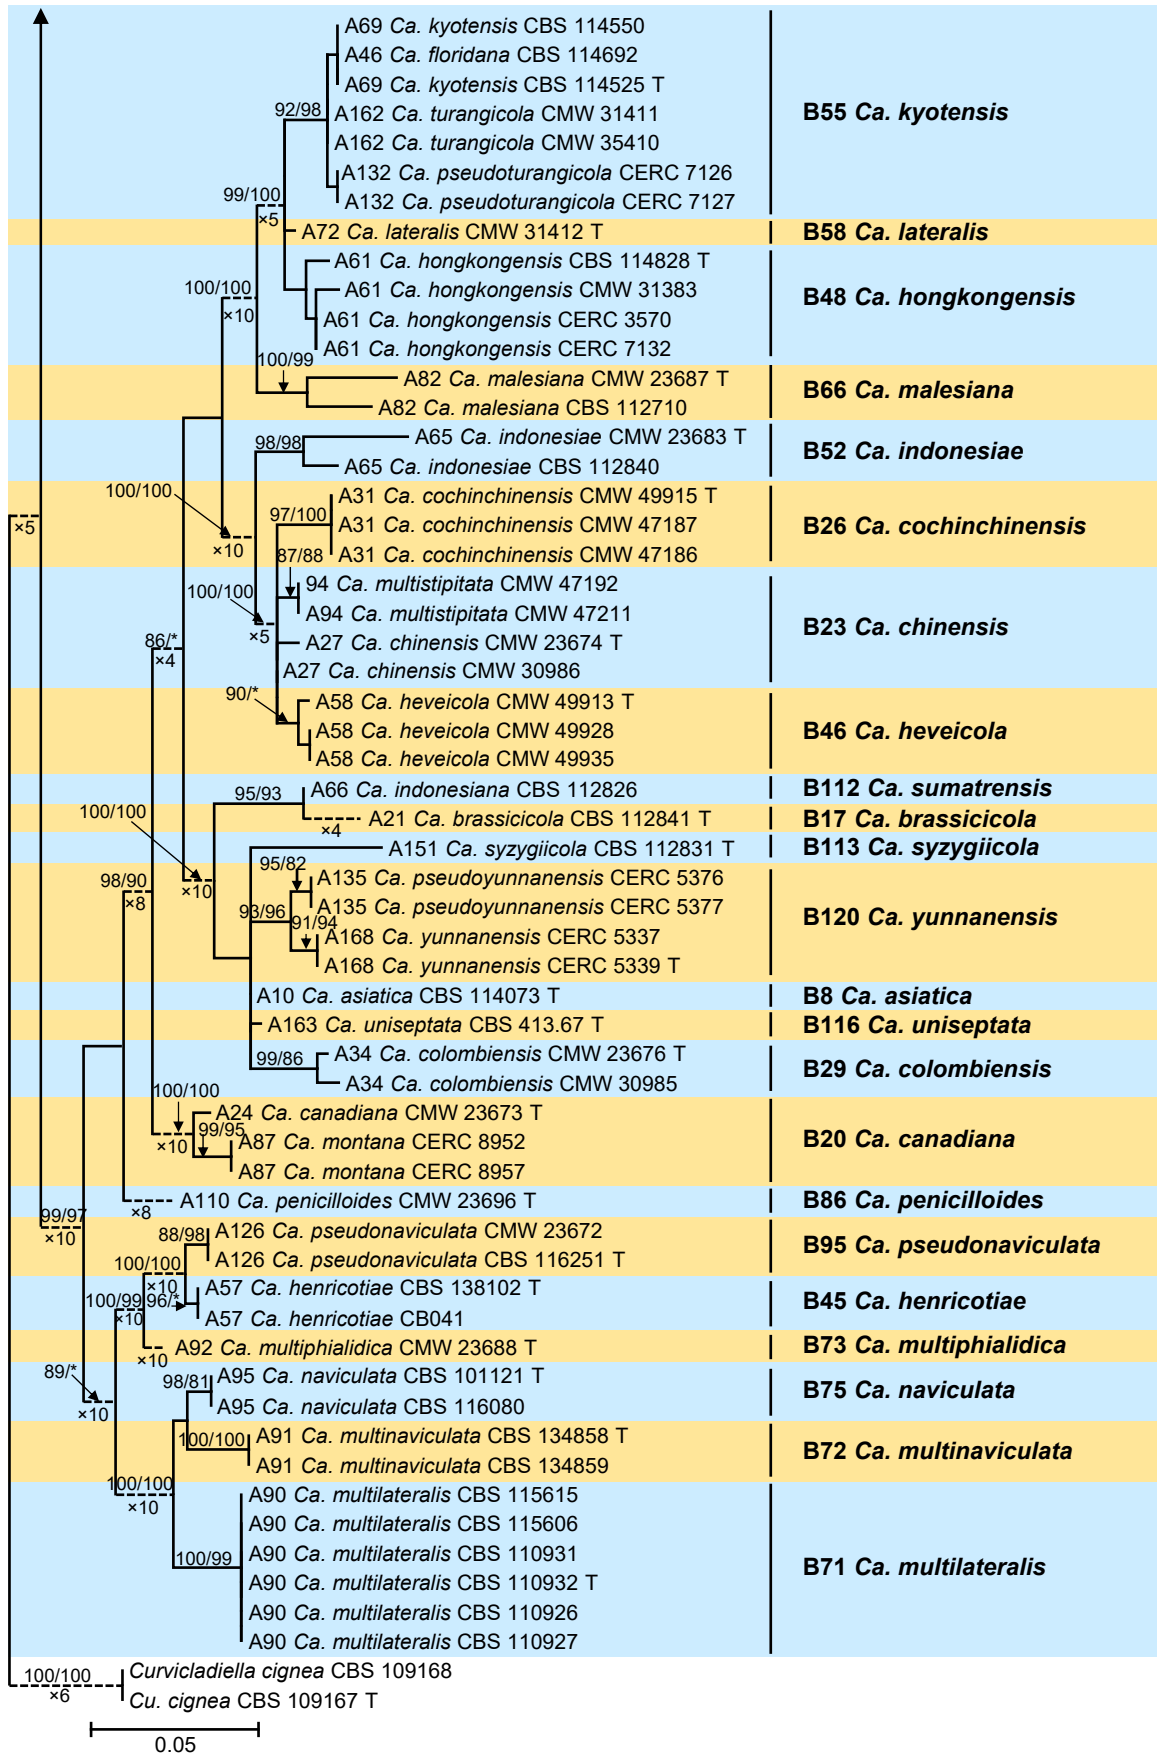 A69 Ca. kyotensis CBS 114550
A46 Ca. floridana CBS 114692
A69 Ca. kyotensis CBS 114525 T
92/98
A162 Ca. turangicola CMW 31411
B55 Ca. kyotensis
A162 Ca. turangicola CMW 35410
A132 Ca. pseudoturangicola CERC 7126
99/100
A132 Ca. pseudoturangicola CERC 7127
×5
A72 Ca. lateralis CMW 31412 T
B58 Ca. lateralis
A61 Ca. hongkongensis CBS 114828 T
100/100
A61 Ca. hongkongensis CMW 31383
B48 Ca. hongkongensis
×10
A61 Ca. hongkongensis CERC 3570
A61 Ca. hongkongensis CERC 7132
100/99
A82 Ca. malesiana CMW 23687 T
B66 Ca. malesiana
A82 Ca. malesiana CBS 112710
98/98
A65 Ca. indonesiae CMW 23683 T
B52 Ca. indonesiae
A65 Ca. indonesiae CBS 112840
100/100
A31 Ca. cochinchinensis CMW 49915 T
97/100
×5
A31 Ca. cochinchinensis CMW 47187
B26 Ca. cochinchinensis
×10
87/88
A31 Ca. cochinchinensis CMW 47186
94 Ca. multistipitata CMW 47192
100/100
A94 Ca. multistipitata CMW 47211
B23 Ca. chinensis
×5
86/*
×4
A27 Ca. chinensis CMW 23674 T
A27 Ca. chinensis CMW 30986
90/*
A58 Ca. heveicola CMW 49913 T
A58 Ca. heveicola CMW 49928
B46 Ca. heveicola
A58 Ca. heveicola CMW 49935
95/93
A66 Ca. indonesiana CBS 112826
B112 Ca. sumatrensis
100/100
×4
A21 Ca. brassicicola CBS 112841 T
B17 Ca. brassicicola
A151 Ca. syzygiicola CBS 112831 T
B113 Ca. syzygiicola
95/82
98/90
×8
×10
A135 Ca. pseudoyunnanensis CERC 5376
A135 Ca. pseudoyunnanensis CERC 5377
B120 Ca. yunnanensis
93/96
91/94
A168 Ca. yunnanensis CERC 5337
A168 Ca. yunnanensis CERC 5339 T
A10 Ca. asiatica CBS 114073 T
B8 Ca. asiatica
A163 Ca. uniseptata CBS 413.67 T
B116 Ca. uniseptata
99/86
A34 Ca. colombiensis CMW 23676 T
B29 Ca. colombiensis
A34 Ca. colombiensis CMW 30985
100/100
A24 Ca. canadiana CMW 23673 T
99/95
×10
A87 Ca. montana CERC 8952
B20 Ca. canadiana
A87 Ca. montana CERC 8957
×8
A110 Ca. penicilloides CMW 23696 T
B86 Ca. penicilloides
99/97
×10
88/98
A126 Ca. pseudonaviculata CMW 23672
B95 Ca. pseudonaviculata
A126 Ca. pseudonaviculata CBS 116251 T
100/100
×10
A57 Ca. henricotiae CBS 138102 T
B45 Ca. henricotiae
100/99
96/*
×10
A57 Ca. henricotiae CB041
×10
A92 Ca. multiphialidica CMW 23688 T
B73 Ca. multiphialidica
89/*
×10
98/81
A95 Ca. naviculata CBS 101121 T
B75 Ca. naviculata
A95 Ca. naviculata CBS 116080
100/100
A91 Ca. multinaviculata CBS 134858 T
B72 Ca. multinaviculata
A91 Ca. multinaviculata CBS 134859
100/100
×10
A90 Ca. multilateralis CBS 115615
A90 Ca. multilateralis CBS 115606
100/99
A90 Ca. multilateralis CBS 110931
B71 Ca. multilateralis
A90 Ca. multilateralis CBS 110932 T
A90 Ca. multilateralis CBS 110926
A90 Ca. multilateralis CBS 110927
100/100
×6
Curvicladiella cignea CBS 109168
Cu. cignea CBS 109167 T
0.05